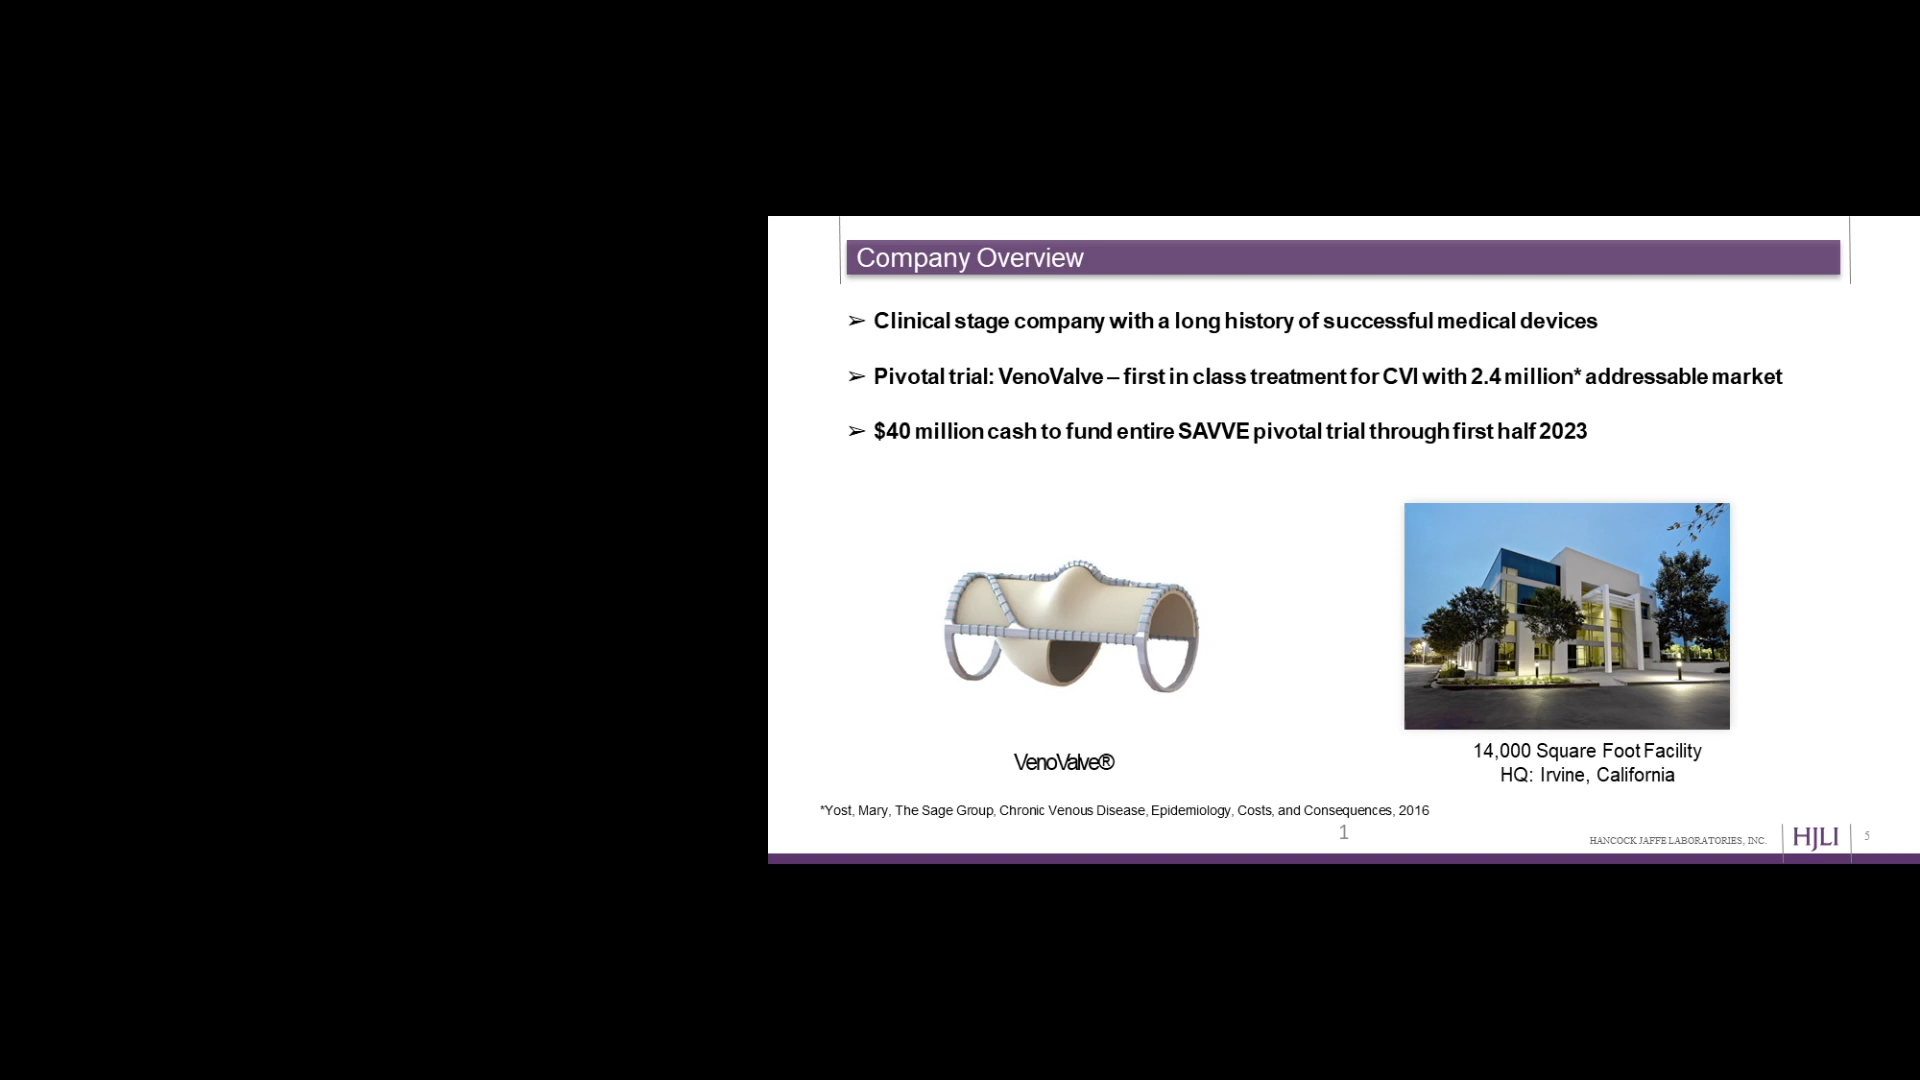 Company Overview
➢ Clinical stage company with a long history of successful medical devices
➢ Pivotal trial: VenoValve – first in class treatment for CVI with 2.4 million* addressable market
➢ $40 million cash to fund entire SAVVE pivotal trial through first half 2023
VenoValve®
14,000 Square Foot Facility
HQ: Irvine, California
*Yost, Mary, The Sage Group, Chronic Venous Disease, Epidemiology, Costs, and Consequences, 2016
1
HANCOCK JAFFE LABORATORIES, INC.
HJLI
5